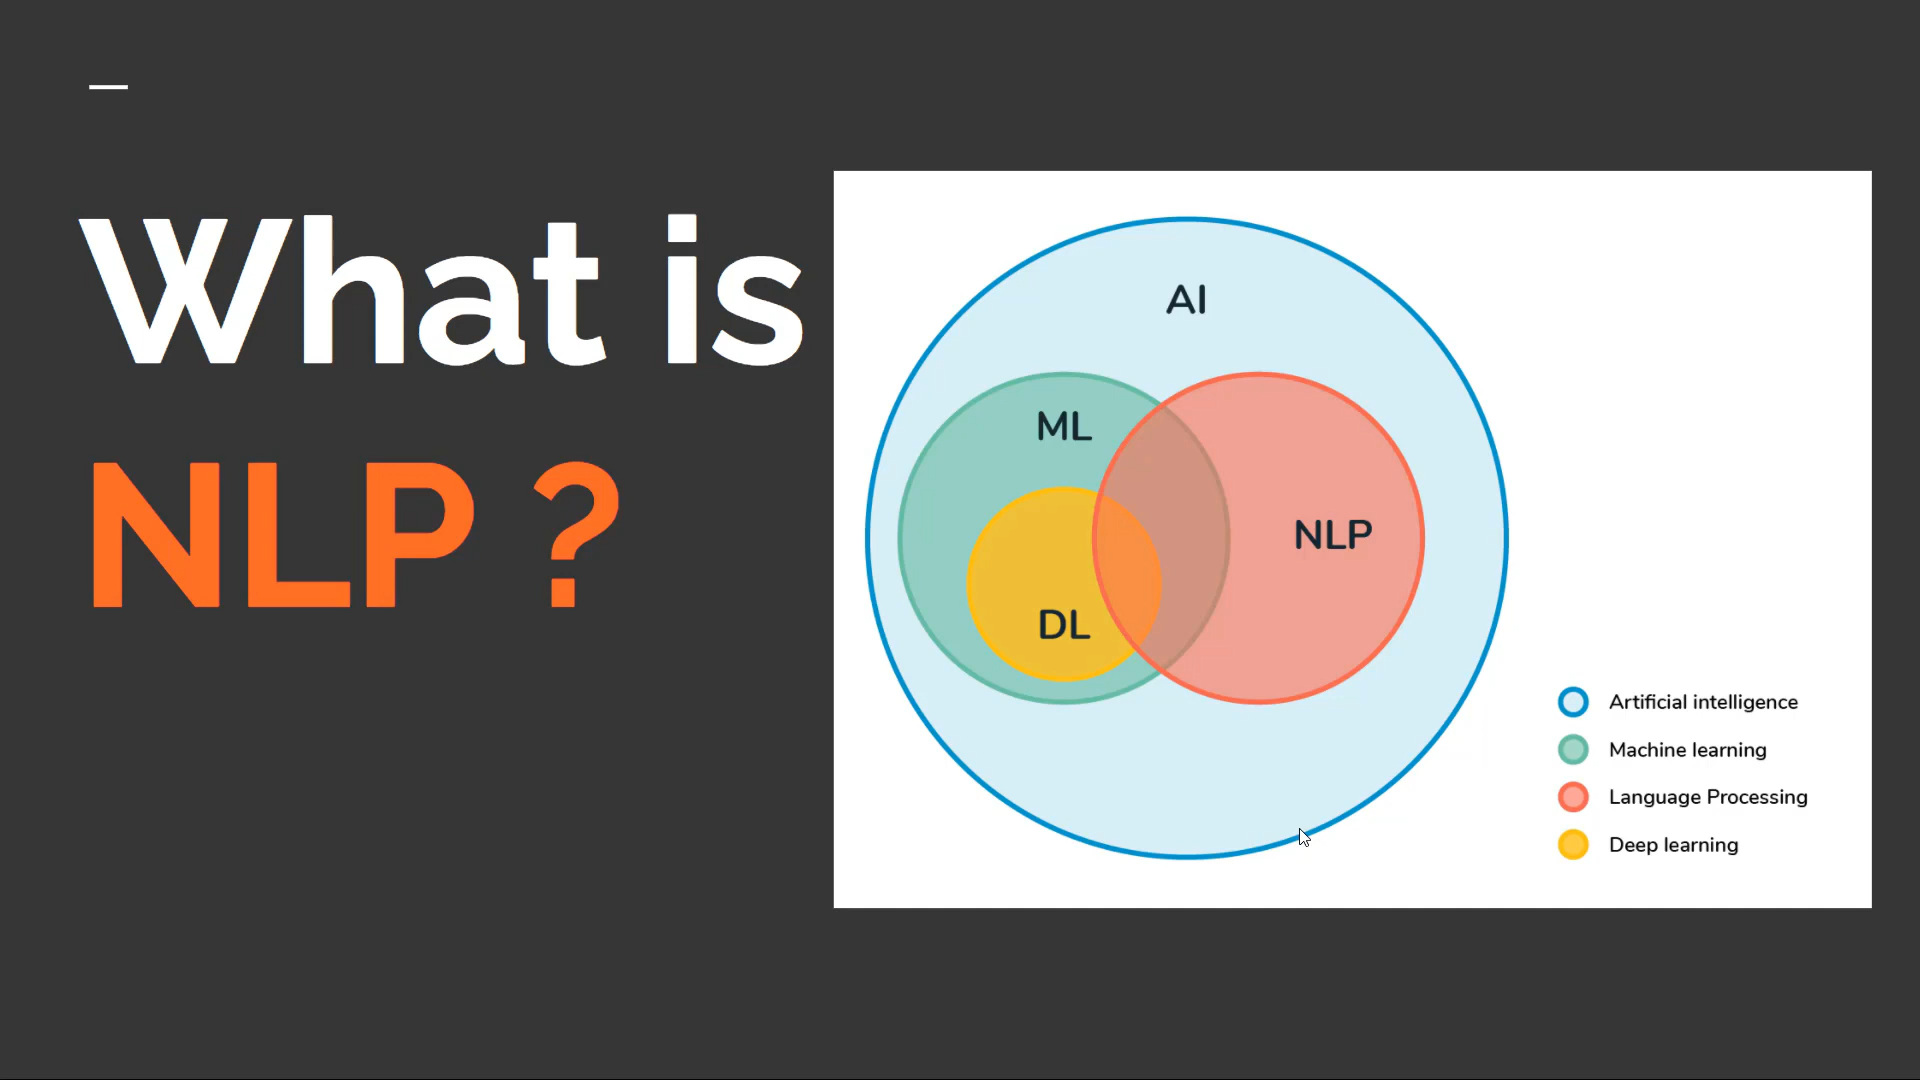 What is
NLP ?
AI
ML
NLP
DL
Artificial intelligence
Machine learning
Language Processing
Deep learning